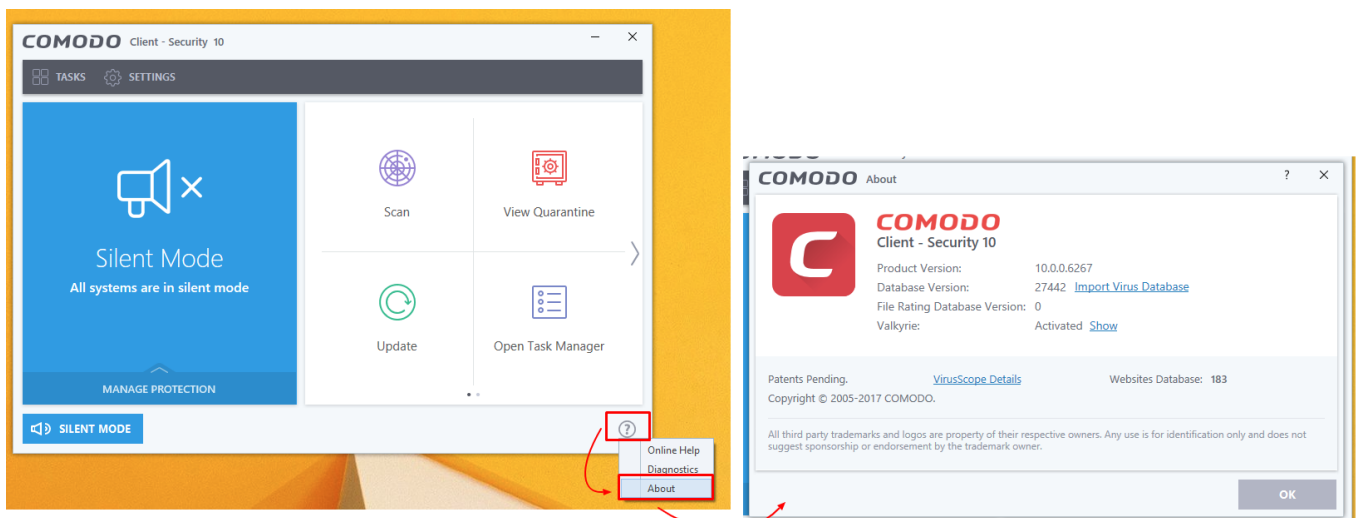 COMODO Client - Security 10
TASKS SETTINGS
Silent Mode
All systems are in silent mode
MANAGE PROTECTION
Scan
View Quarantine
Update
Open Task Manager
SILENT MODE
?
Online Help
Diagnostics
About
COMODO About
?
COMODO
Client - Security 10
Product Version: 10.0.0.6267
Database Version: 27442 Import Virus Database
File Rating Database Version: 0
Valkyrie: Activated Show
Patents Pending. VirusScope Details Websites Database: 183
Copyright © 2005-2017 COMODO.
All third party trademarks and logos are property of their respective owners. Any use is for identification only and does not
suggest sponsorship or endorsement by the trademark owner.
OK